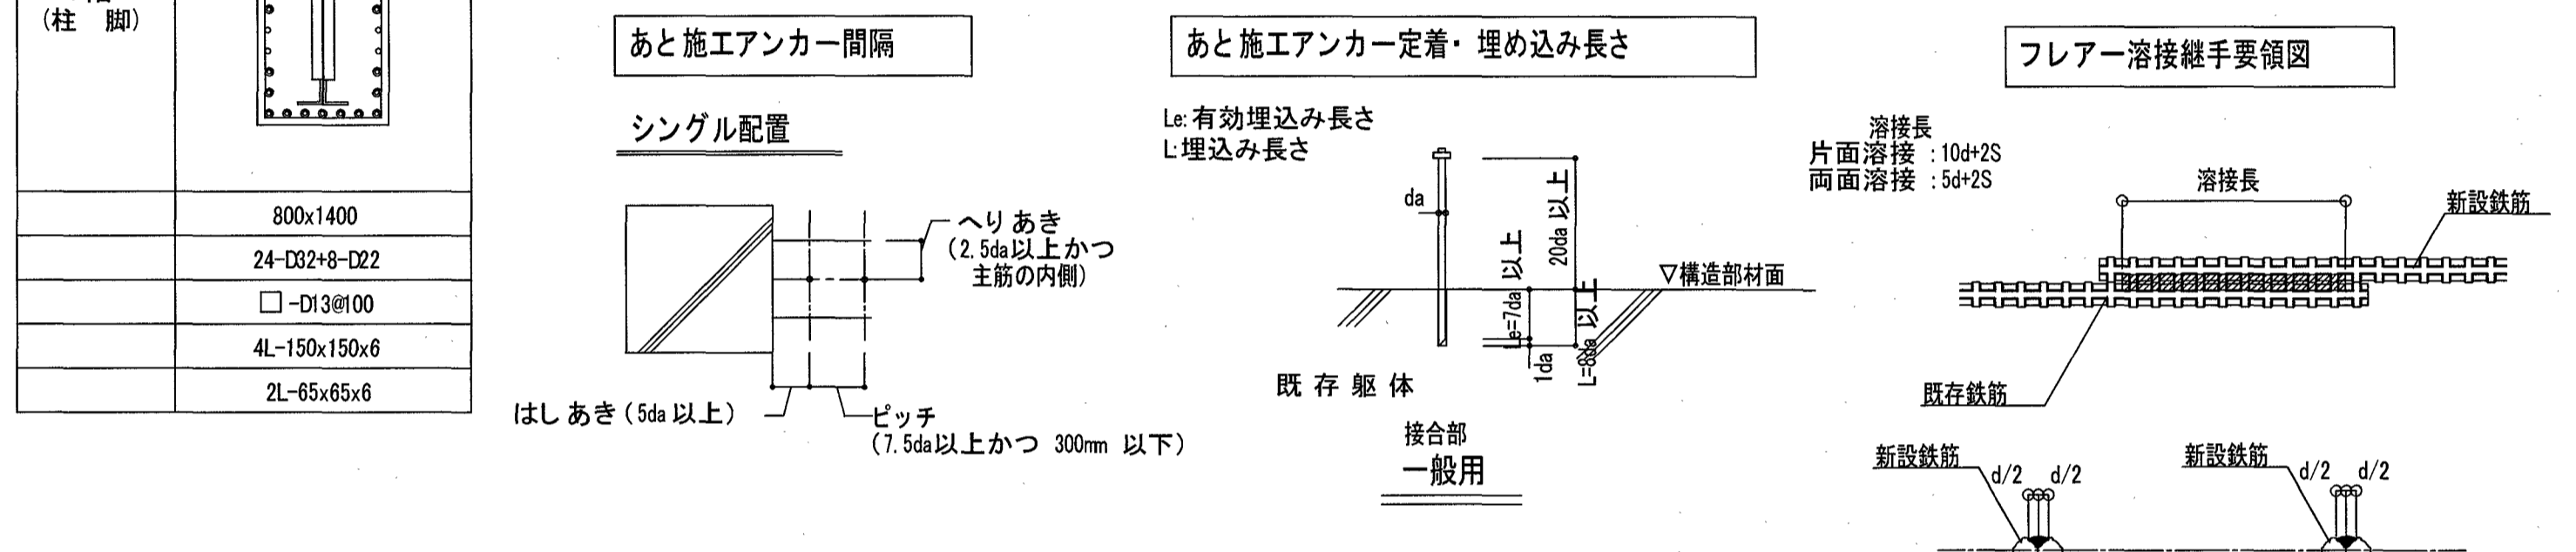 (柱 脚)
800x1400
24-D32+8-D22
□-D13@100
4L-150x150x6
2L-65x65x6
あと施工アンカー間隔
シングル配置
へりあき
(2.5da以上かつ
主筋の内側)
はしあき(5da 以上)
ピッチ
(7.5da以上かつ 300mm 以下)
あと施工アンカー定着・埋め込み長さ
Le:有効埋込み長さ
L:埋込み長さ
da
20da 以上
Le=7da 以上
1da
L=8da 以上
▽構造部材面
既存躯体
接合部
一般用
フレアー溶接継手要領図
溶接長
片面溶接 :10d+2S
両面溶接 :5d+2S
溶接長
新設鉄筋
既存鉄筋
新設鉄筋
d/2 d/2
新設鉄筋
d/2 d/2